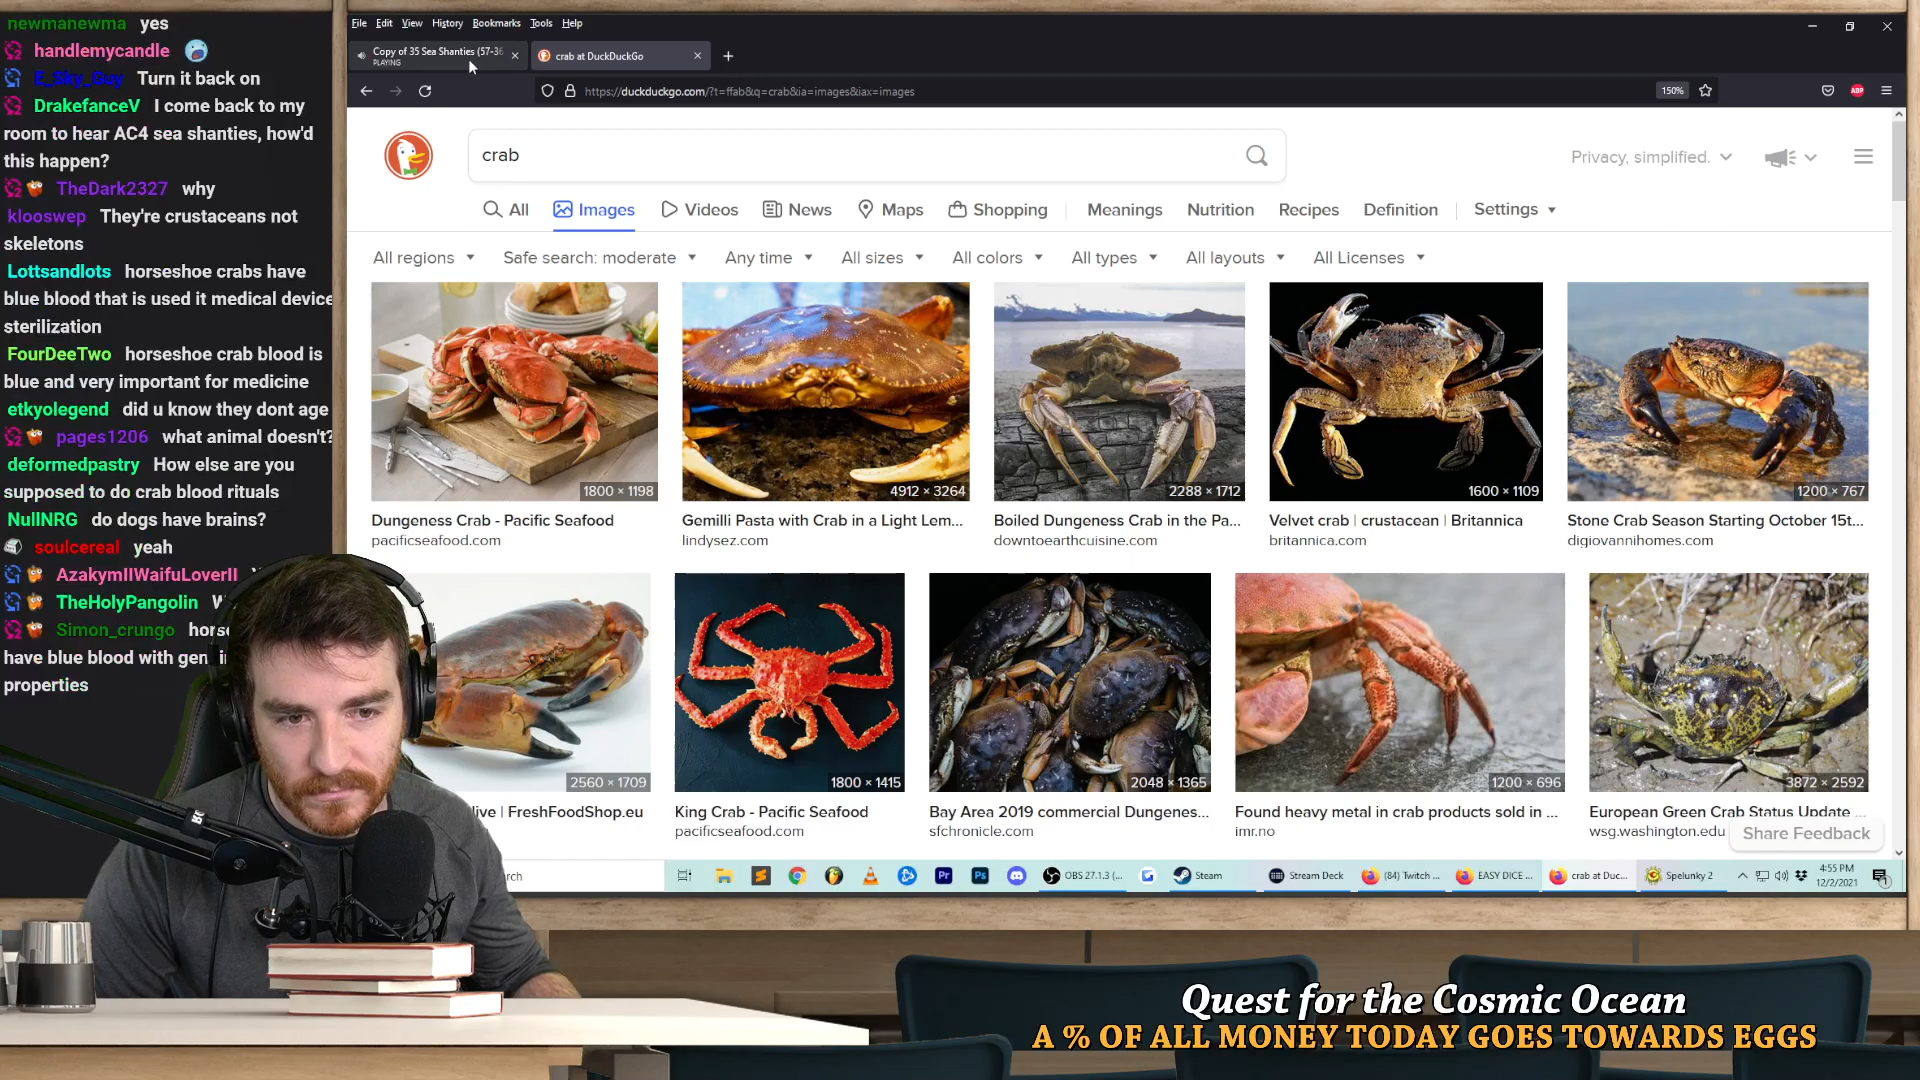 newmanewma yes
handlemycandle
E_Sky_Guy Turn it back on
DrakefanceV I come back to my
room to hear AC4 sea shanties, how'd
this happen?
TheDark2327 why
klooswep They're crustaceans not
skeletons
Lottsandlots horseshoe crabs have
blue blood that is used it medical device
sterilization
FourDeeTwo horseshoe crab blood is
blue and very important for medicine
etkyolegend did u know they dont age
pages1206 what animal doesn't?
deformedpastry How else are you
supposed to do crab blood rituals
NullNRG do dogs have brains?
soulcereal yeah
AzakymIIWaifuLoverII
TheHolyPangolin
Simon_crungo
have blue blood with
properties
File Edit View History Bookmarks Tools Help
Copy of 35 Sea Shanties (57-36
PLAYING
crab at DuckDuckGo
https://duckduckgo.com/?t=ffab&q=crab&ia=images&iax=images
150%
ABP
crab
Privacy, simplified.
All Images Videos News Maps Shopping Meanings Nutrition Recipes Definition Settings
All regions Safe search: moderate Any time All sizes All colors All types All layouts All Licenses
1800 × 1198 4912 × 3264 2288 × 1712 1600 × 1109 1200 × 767
Dungeness Crab - Pacific Seafood Gemilli Pasta with Crab in a Light Lem... Boiled Dungeness Crab in the Pa... Velvet crab | crustacean | Britannica Stone Crab Season Starting October 15t...
pacificseafood.com lindysez.com downtoearthcuisine.com britannica.com digiovannihomes.com
2560 × 1709 1800 × 1415 2048 × 1365 1200 × 696 3872 × 2592
live | FreshFoodShop.eu King Crab - Pacific Seafood Bay Area 2019 commercial Dungenes... Found heavy metal in crab products sold in ... European Green Crab Status Update ...
pacificseafood.com sfchronicle.com imr.no wsg.washington.edu
Share Feedback
rch Pr Ps OBS 27.1.3 (... Steam Stream Deck (84) Twitch ... EASY DICE ... crab at Duc... Spelunky 2
4:55 PM
12/2/2021
1
Quest for the Cosmic Ocean
A % OF ALL MONEY TODAY GOES TOWARDS EGGS